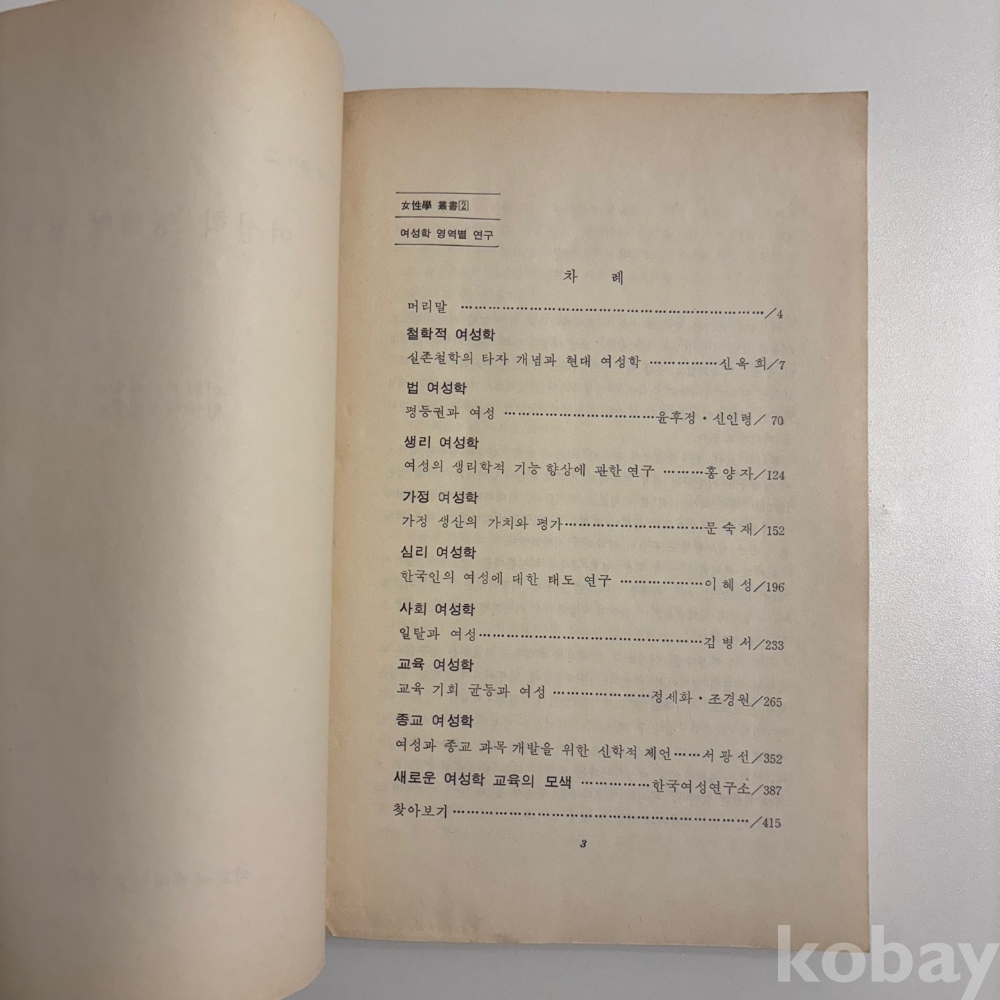 女性學 叢書 2
여성학 영역별 연구
차 례
머리말 ………………………………………………………/4
철학적 여성학
실존철학의 타자 개념과 현대 여성학 ……………신 옥 희/7
법 여성학
평등권과 여성 ……………………………윤후정·신인령/ 70
생리 여성학
여성의 생리학적 기능 향상에 관한 연구 ………홍 양 자/124
가정 여성학
가정 생산의 가치와 평가…………………………문 숙 재/152
심리 여성학
한국인의 여성에 대한 태도 연구 ………………이 혜 성/196
사회 여성학
일탈과 여성…………………………………………김 병 서/233
교육 여성학
교육 기회 균등과 여성 …………………정세화·조경원/265
종교 여성학
여성과 종교 과목 개발을 위한 신학적 제언……서 광 선/352
새로운 여성학 교육의 모색 ……………한국여성연구소/387
찾아보기………………………………………………………/415
3
kobay